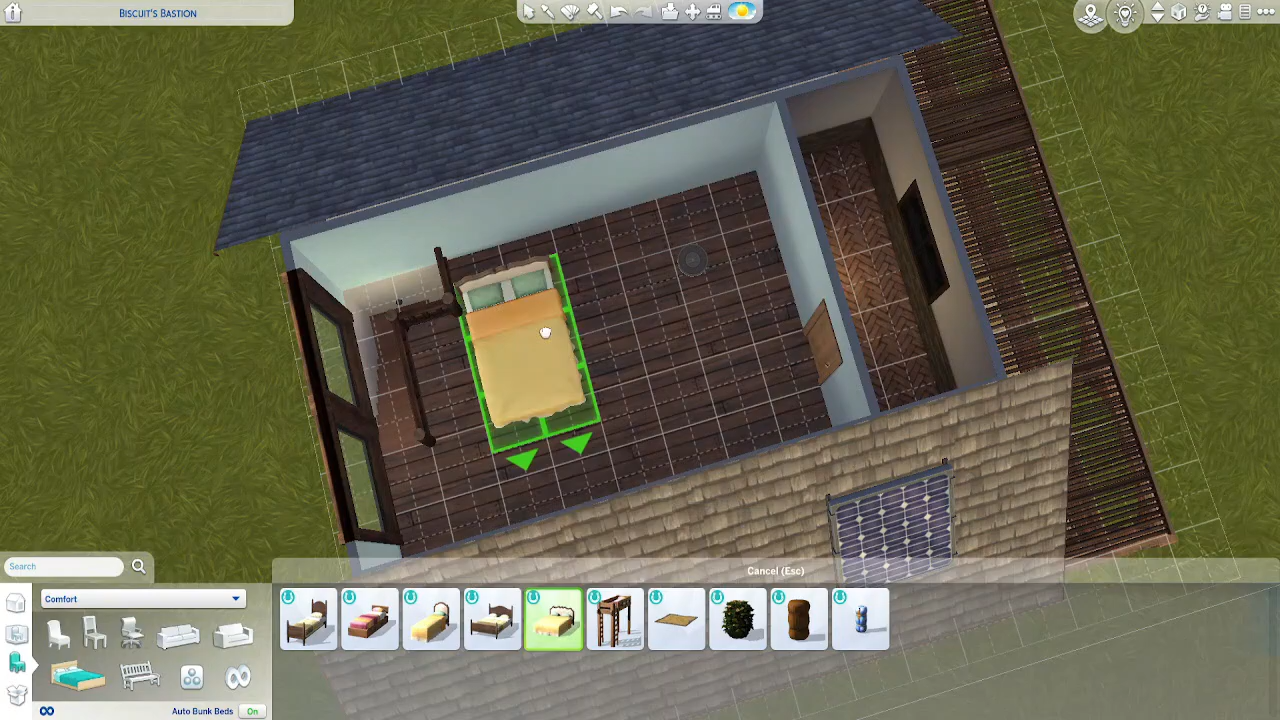 BISCUIT'S BASTION
Cancel (Esc)
Search
Comfort
Auto Bunk Beds On